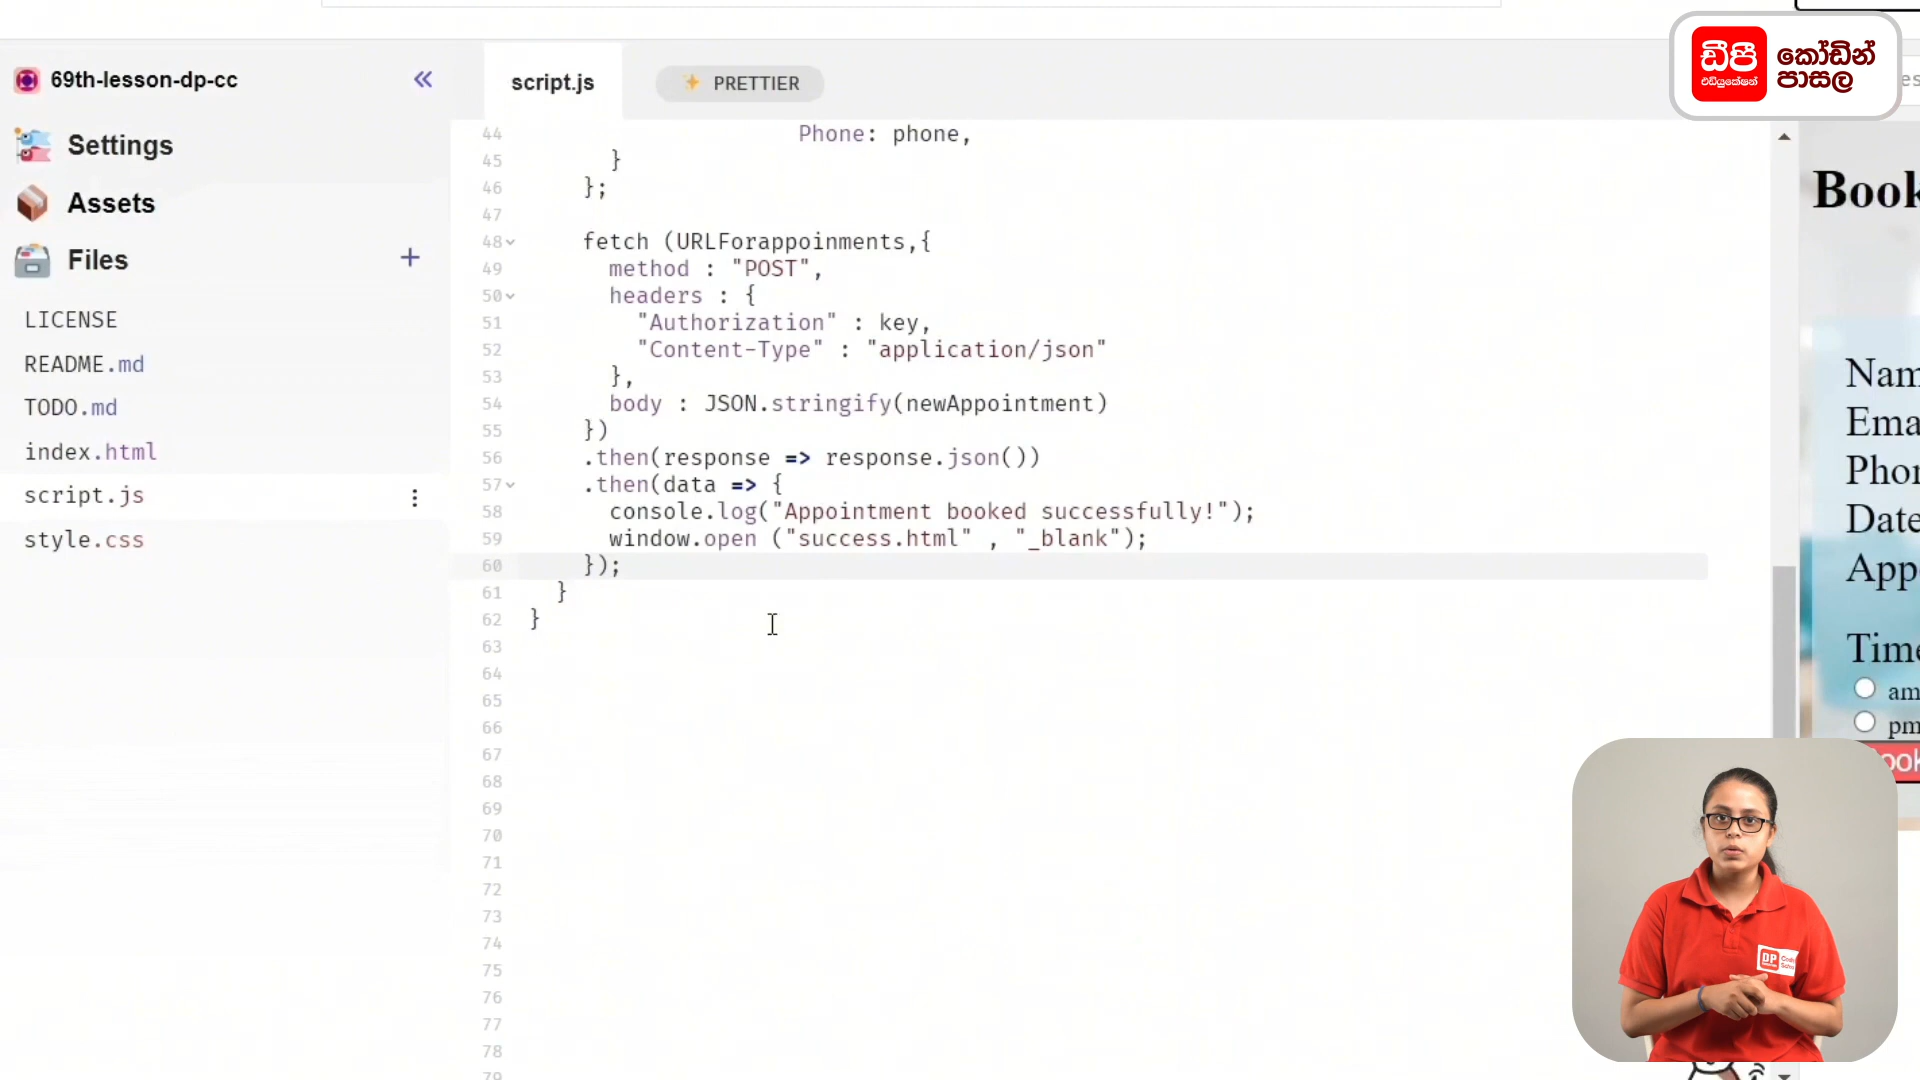 69th-lesson-dp-cc
Settings
Assets
Files
LICENSE
README.md
TODO.md
index.html
script.js
style.css
script.js
PRETTIER
44 Phone: phone,
45 }
46 };
47
48 fetch (URLForappoinments,{
49 method : "POST",
50 headers : {
51 "Authorization" : key,
52 "Content-Type" : "application/json"
53 },
54 body : JSON.stringify(newAppointment)
55 })
56 .then(response => response.json())
57 .then(data => {
58 console.log("Appointment booked successfully!");
59 window.open ("success.html" , "_blank");
60 });
61 }
62 }
63
64
65
66
67
68
69
70
71
72
73
74
75
76
77
78
79
ඩීපී
එඩියුකේෂන්
කෝඩින්
පාසල
Book
Nam
Ema
Phon
Date
App
Time
am
pm
DP